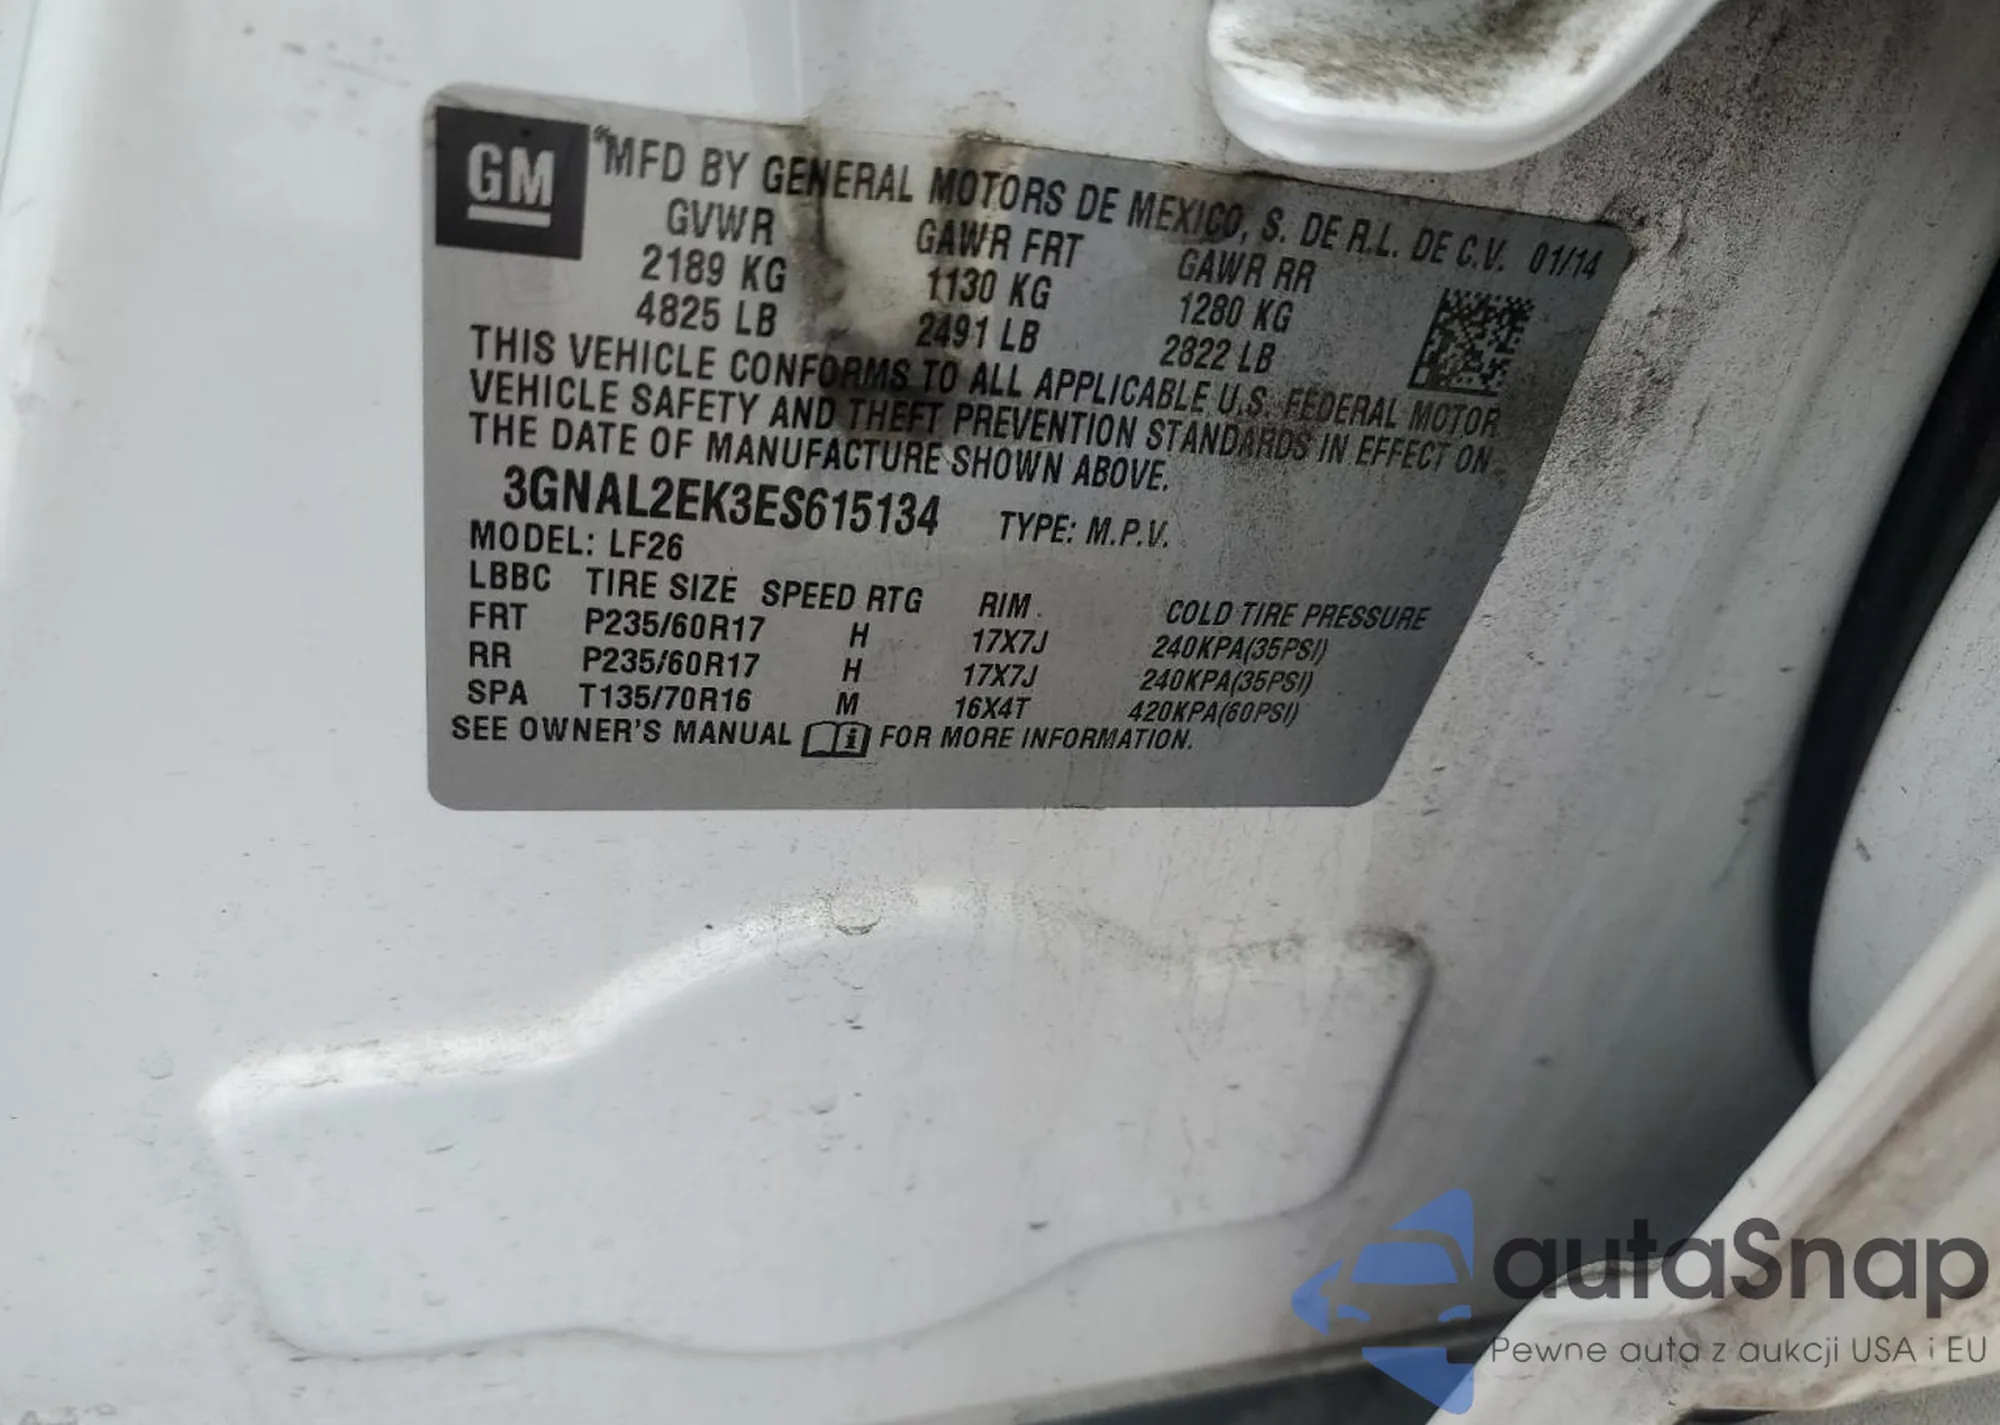 GM
MFD BY GENERAL MOTORS DE MEXICO, S. DE R.L. DE C.V. 01/14
GVWR GAWR FRT GAWR RR
2189 KG 1130 KG 1280 KG
4825 LB 2491 LB 2822 LB
THIS VEHICLE CONFORMS TO ALL APPLICABLE U.S. FEDERAL MOTOR
VEHICLE SAFETY AND THEFT PREVENTION STANDARDS IN EFFECT ON
THE DATE OF MANUFACTURE SHOWN ABOVE.
3GNAL2EK3ES615134 TYPE: M.P.V.
MODEL: LF26
LBBC TIRE SIZE SPEED RTG RIM COLD TIRE PRESSURE
FRT P235/60R17 H 17X7J 240KPA(35PSI)
RR P235/60R17 H 17X7J 240KPA(35PSI)
SPA T135/70R16 M 16X4T 420KPA(60PSI)
SEE OWNER'S MANUAL i FOR MORE INFORMATION.
autaSnap
Pewne auta z aukcji USA i EU